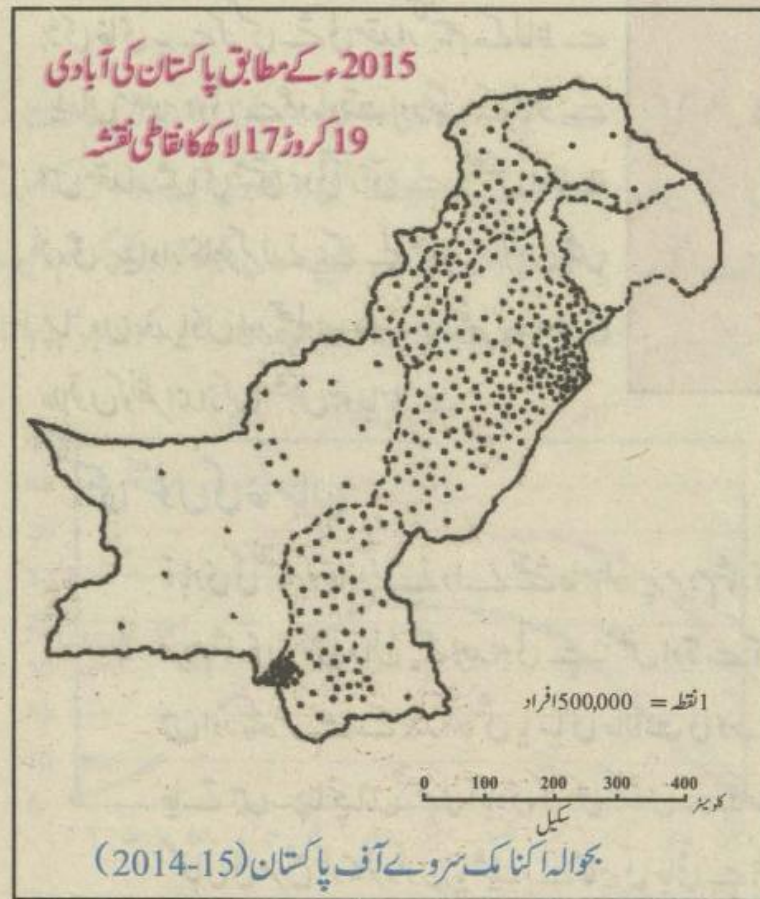 2015ء کے مطابق پاکستان کی آبادی
19 کروڑ 17 لاکھ کا نقاطی نقشہ
1 نقطہ = 500,000 افراد
0 100 200 300 400
کلومیٹر
سکیل
بحوالہ اکنامک سروے آف پاکستان (2014-15)